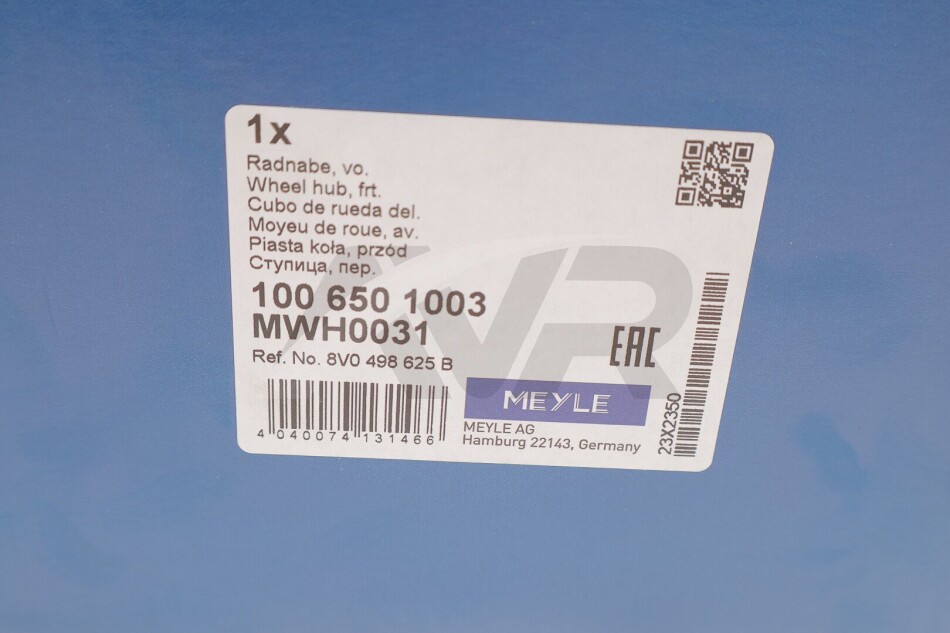 1x
Radnabe, vo.
Wheel hub, frt.
Cubo de rueda del.
Moyeu de roue, av.
Piasta koła, przód
Ступица, пер.
100 650 1003
MWH0031
Ref. No. 8V0 498 625 B
EAC
4 040074 131466
MEYLE
MEYLE AG
Hamburg 22143, Germany
23X2350